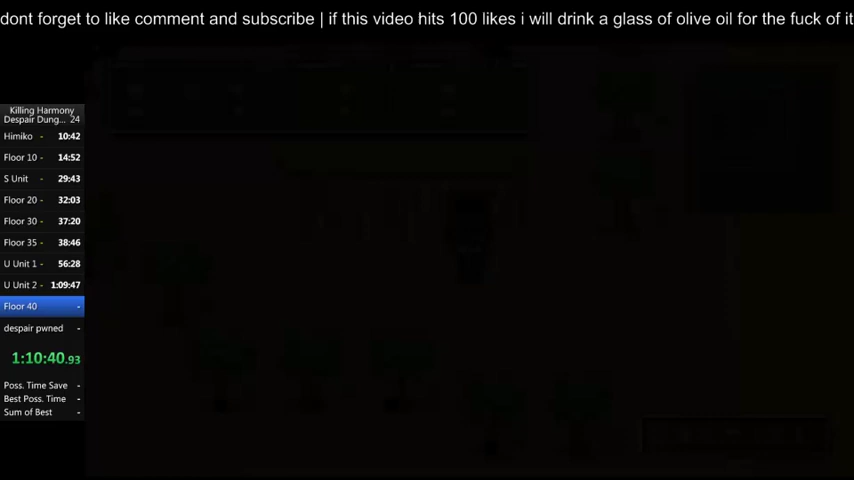 dont forget to like comment and subscribe | if this video hits 100 likes i will drink a glass of olive oil for the fuck of it
Killing Harmony
Despair Dung... 24
Himiko - 10:42
Floor 10 - 14:52
S Unit - 29:43
Floor 20 - 32:03
Floor 30 - 37:20
Floor 35 - 38:46
U Unit 1 - 56:28
U Unit 2 - 1:09:47
Floor 40 -
despair pwned -
1:10:40.93
Poss. Time Save -
Best Poss. Time -
Sum of Best -